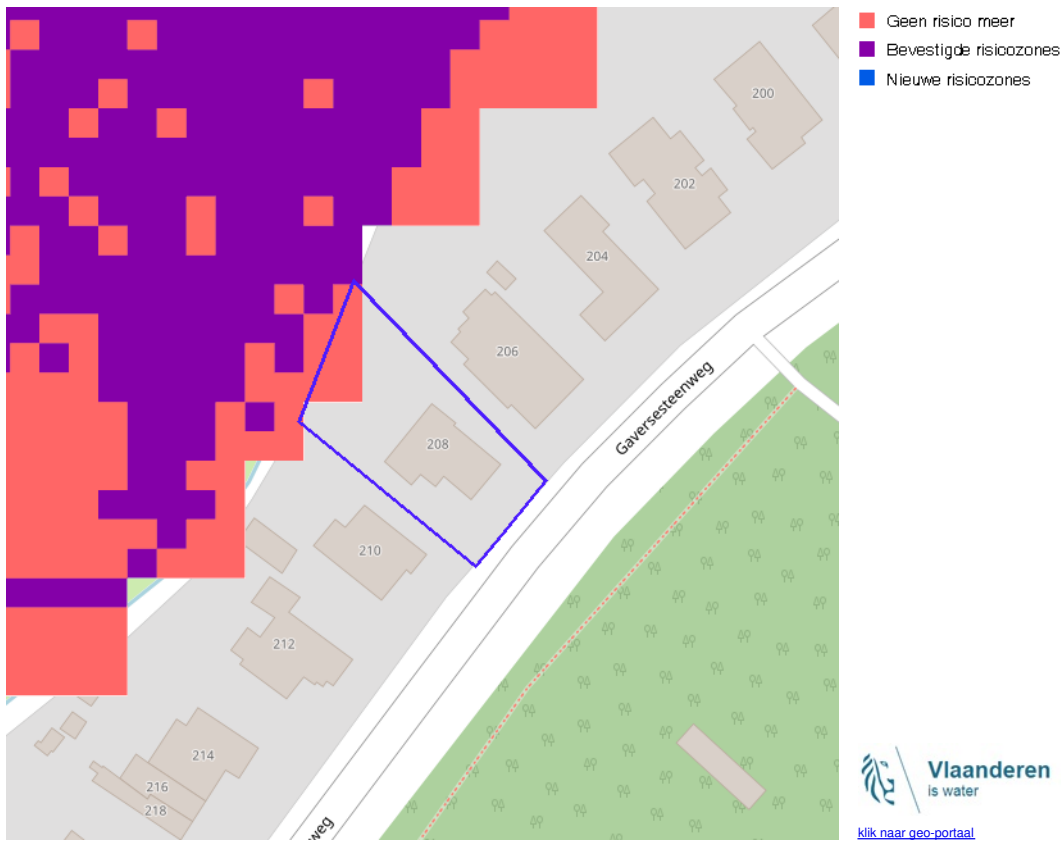 Geen risico meer
Bevestigde risicozones
Nieuwe risicozones
200
202
204
206
Gaversesteenweg
208
210
212
214
216
218
weg
Vlaanderen
is water
klik naar geo-portaal